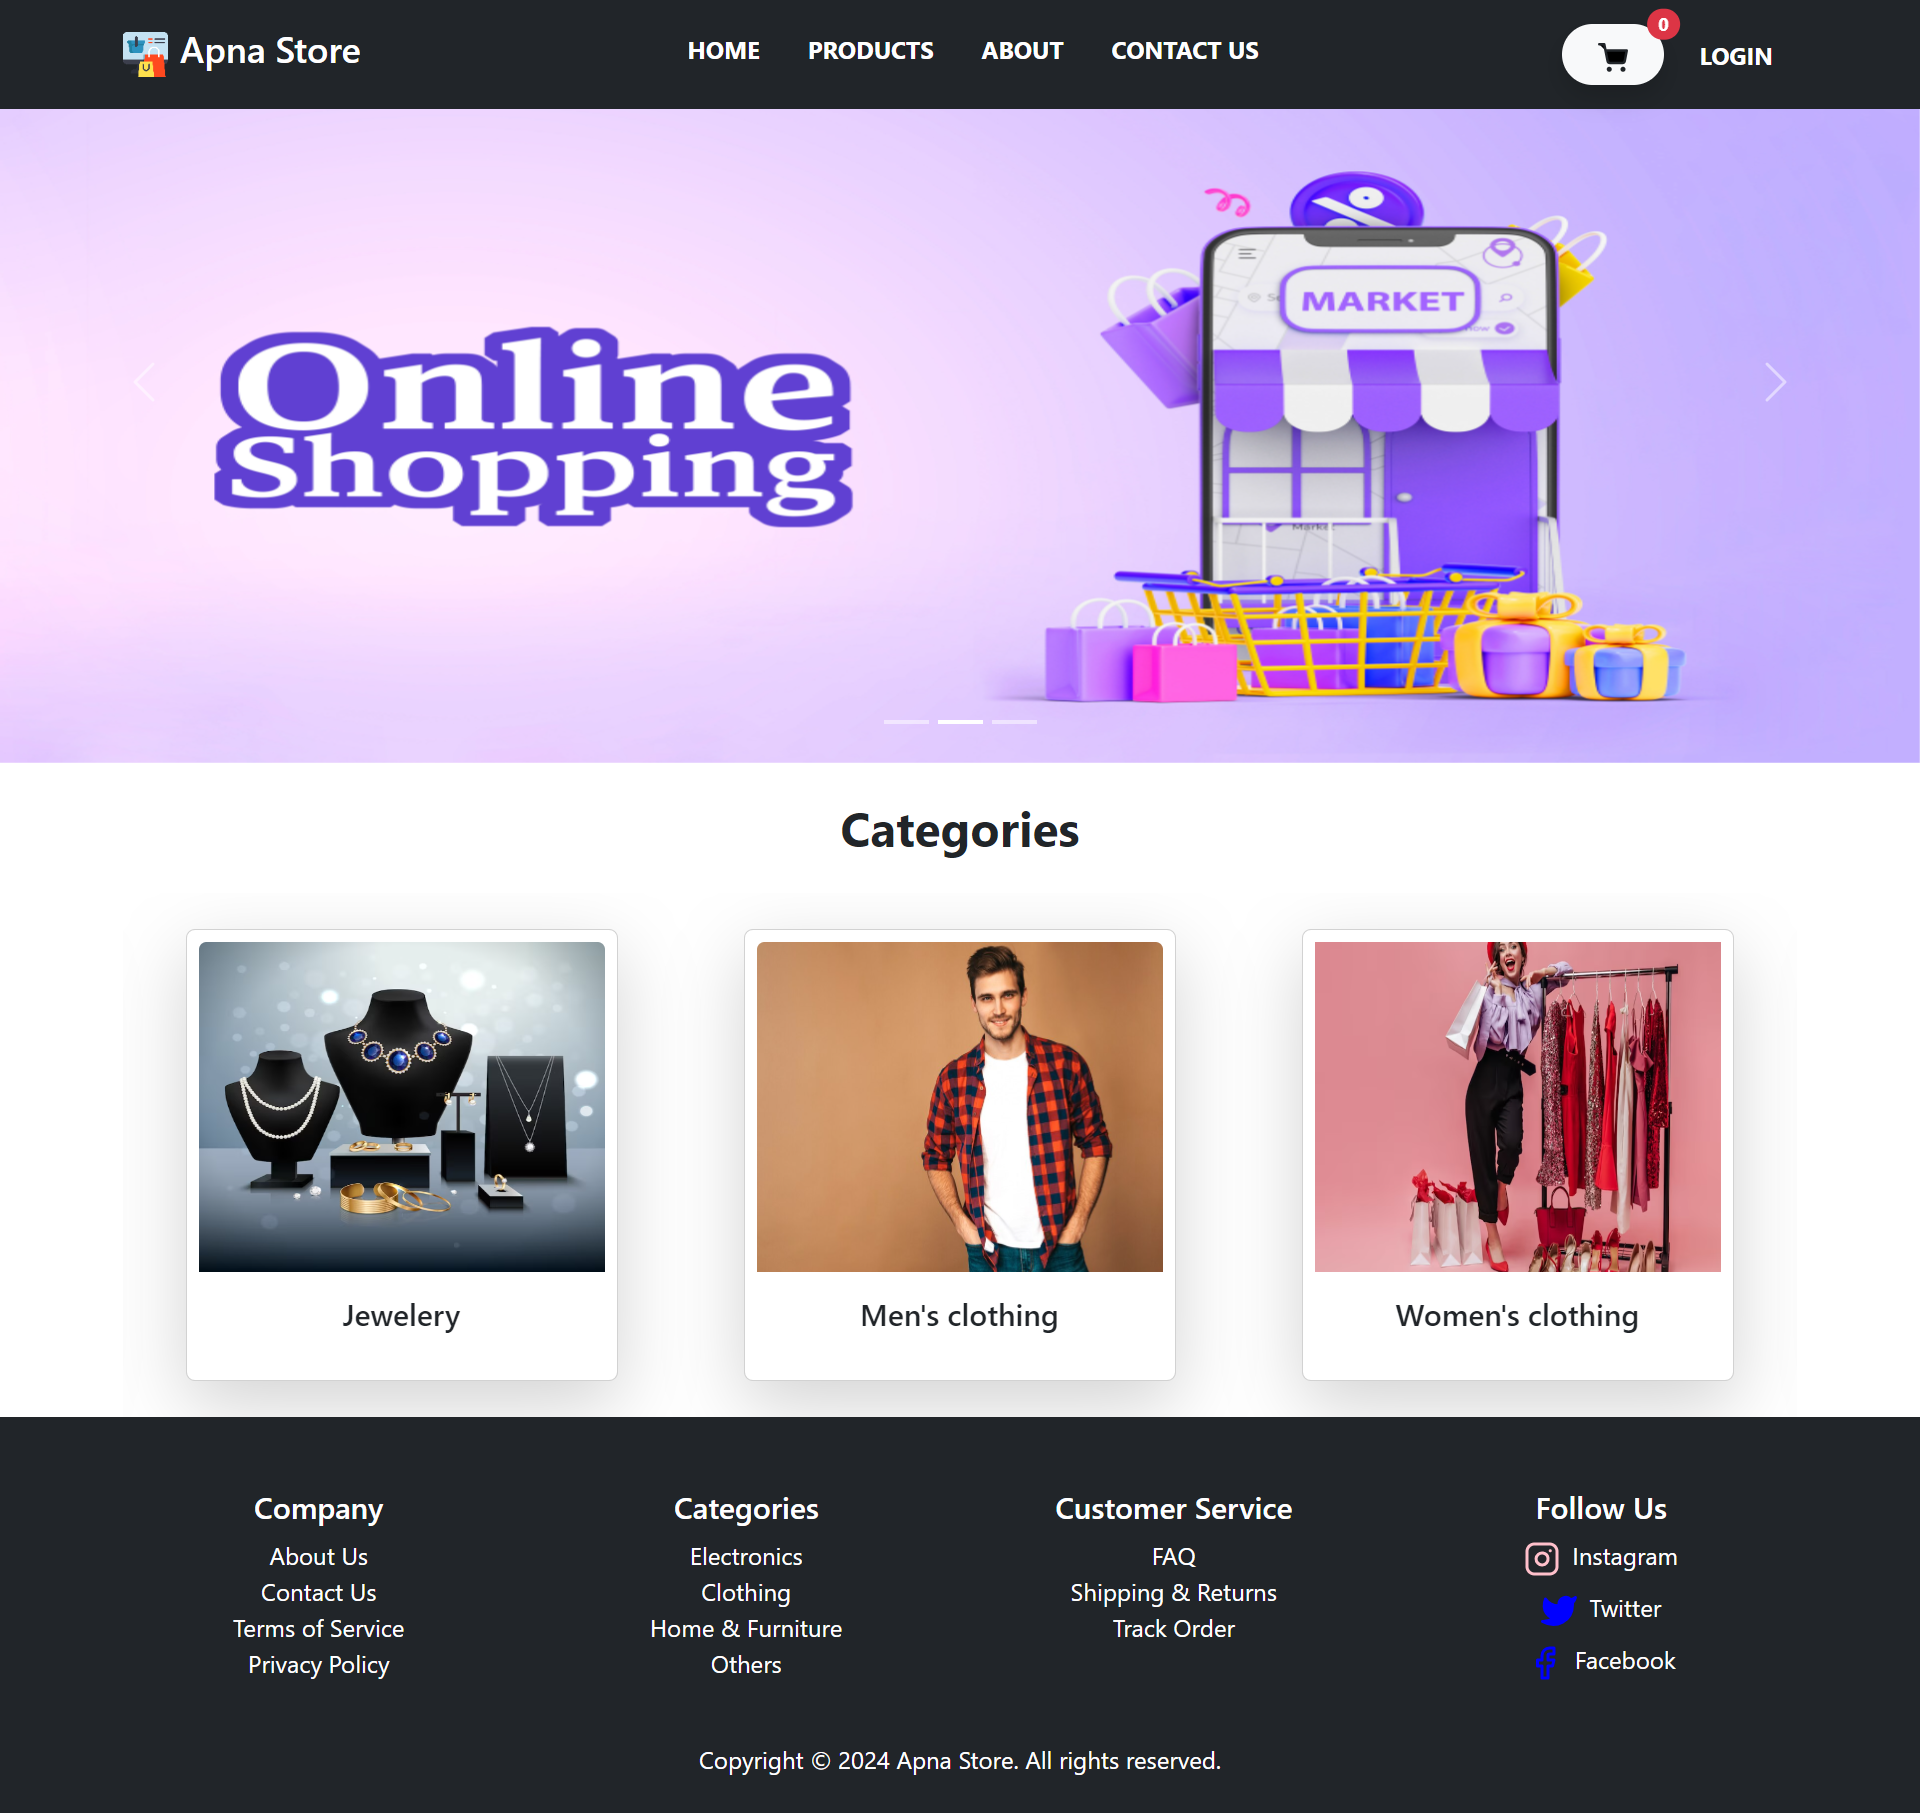 Apna Store
HOME PRODUCTS ABOUT CONTACT US
0
LOGIN
MARKET
Market
Online
Shopping
Categories
Jewelery
Men's clothing
Women's clothing
Company
About Us
Contact Us
Terms of Service
Privacy Policy
Categories
Electronics
Clothing
Home & Furniture
Others
Customer Service
FAQ
Shipping & Returns
Track Order
Follow Us
Instagram
Twitter
Facebook
Copyright © 2024 Apna Store. All rights reserved.